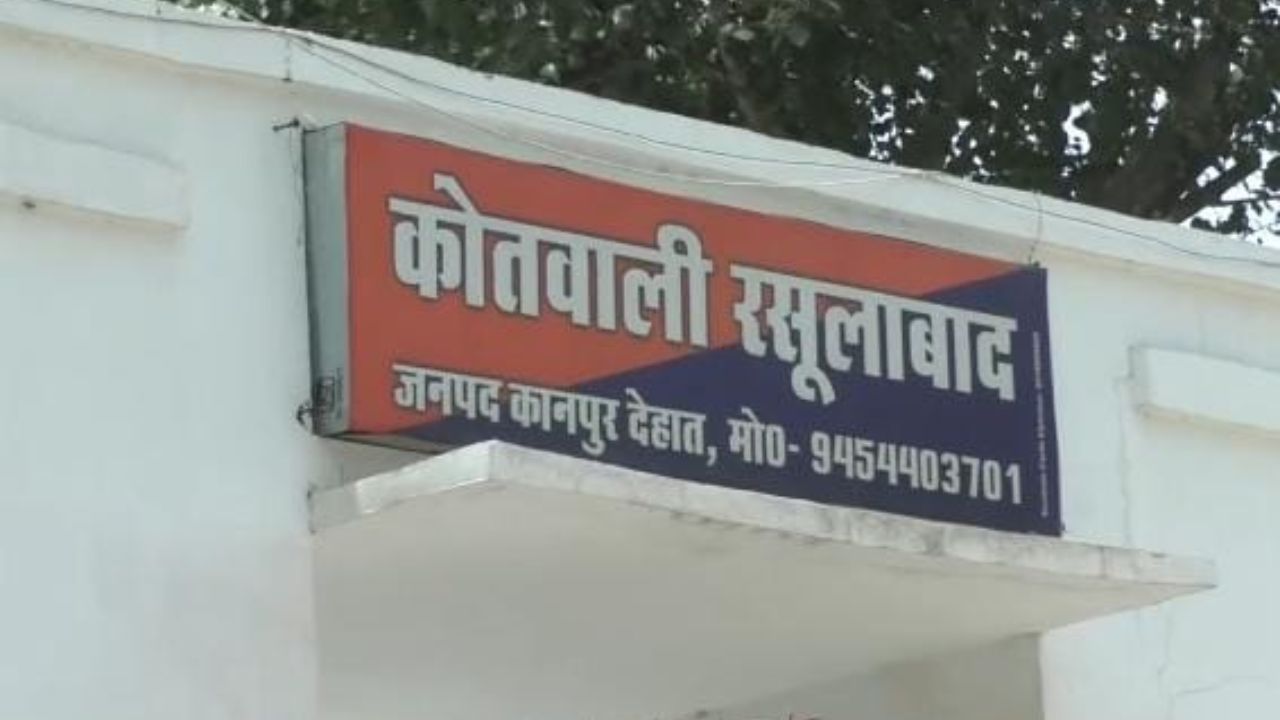 कोतवाली रसूलाबाद
जनपद कानपुर देहात, मो0- 9454403701